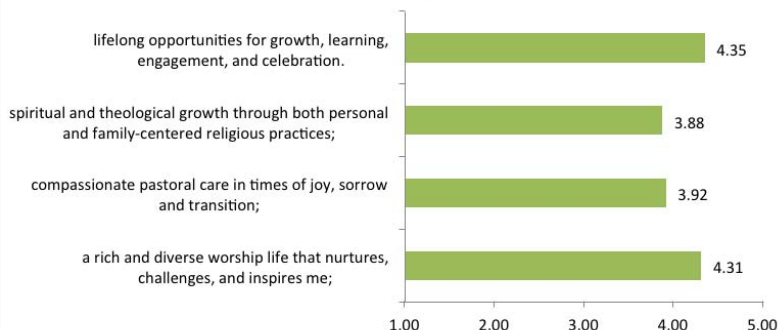 lifelong opportunities for growth, learning,
engagement, and celebration.
4.35
spiritual and theological growth through both personal
and family-centered religious practices;
3.88
compassionate pastoral care in times of joy, sorrow
and transition;
3.92
a rich and diverse worship life that nurtures,
challenges, and inspires me;
4.31
1.00 2.00 3.00 4.00 5.00